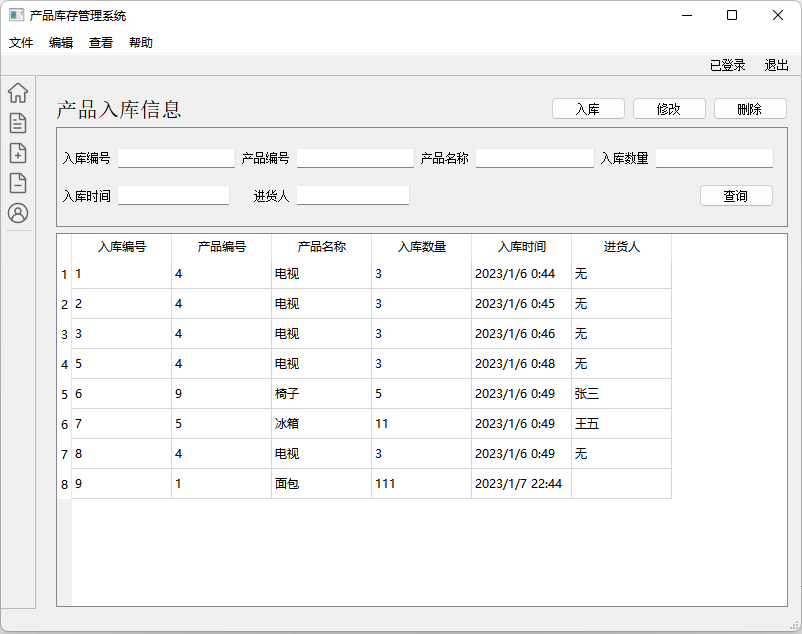 产品库存管理系统
文件 编辑 查看 帮助
已登录 退出
产品入库信息 入库 修改 删除
入库编号 产品编号 产品名称 入库数量
入库时间 进货人 查询
入库编号 产品编号 产品名称 入库数量 入库时间 进货人
1 1 4 电视 3 2023/1/6 0:44 无
2 2 4 电视 3 2023/1/6 0:45 无
3 3 4 电视 3 2023/1/6 0:46 无
4 5 4 电视 3 2023/1/6 0:48 无
5 6 9 椅子 5 2023/1/6 0:49 张三
6 7 5 冰箱 11 2023/1/6 0:49 王五
7 8 4 电视 3 2023/1/6 0:49 无
8 9 1 面包 111 2023/1/7 22:44